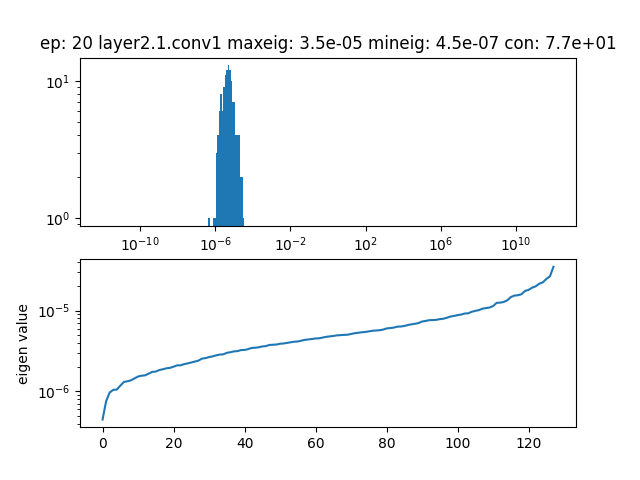 ep: 20 layer2.1.conv1 maxeig: 3.5e-05 mineig: 4.5e-07 con: 7.7e+01
10¹
10⁰
10⁻¹⁰ 10⁻⁶ 10⁻² 10² 10⁶ 10¹⁰
10⁻⁵
eigen value
10⁻⁶
0 20 40 60 80 100 120